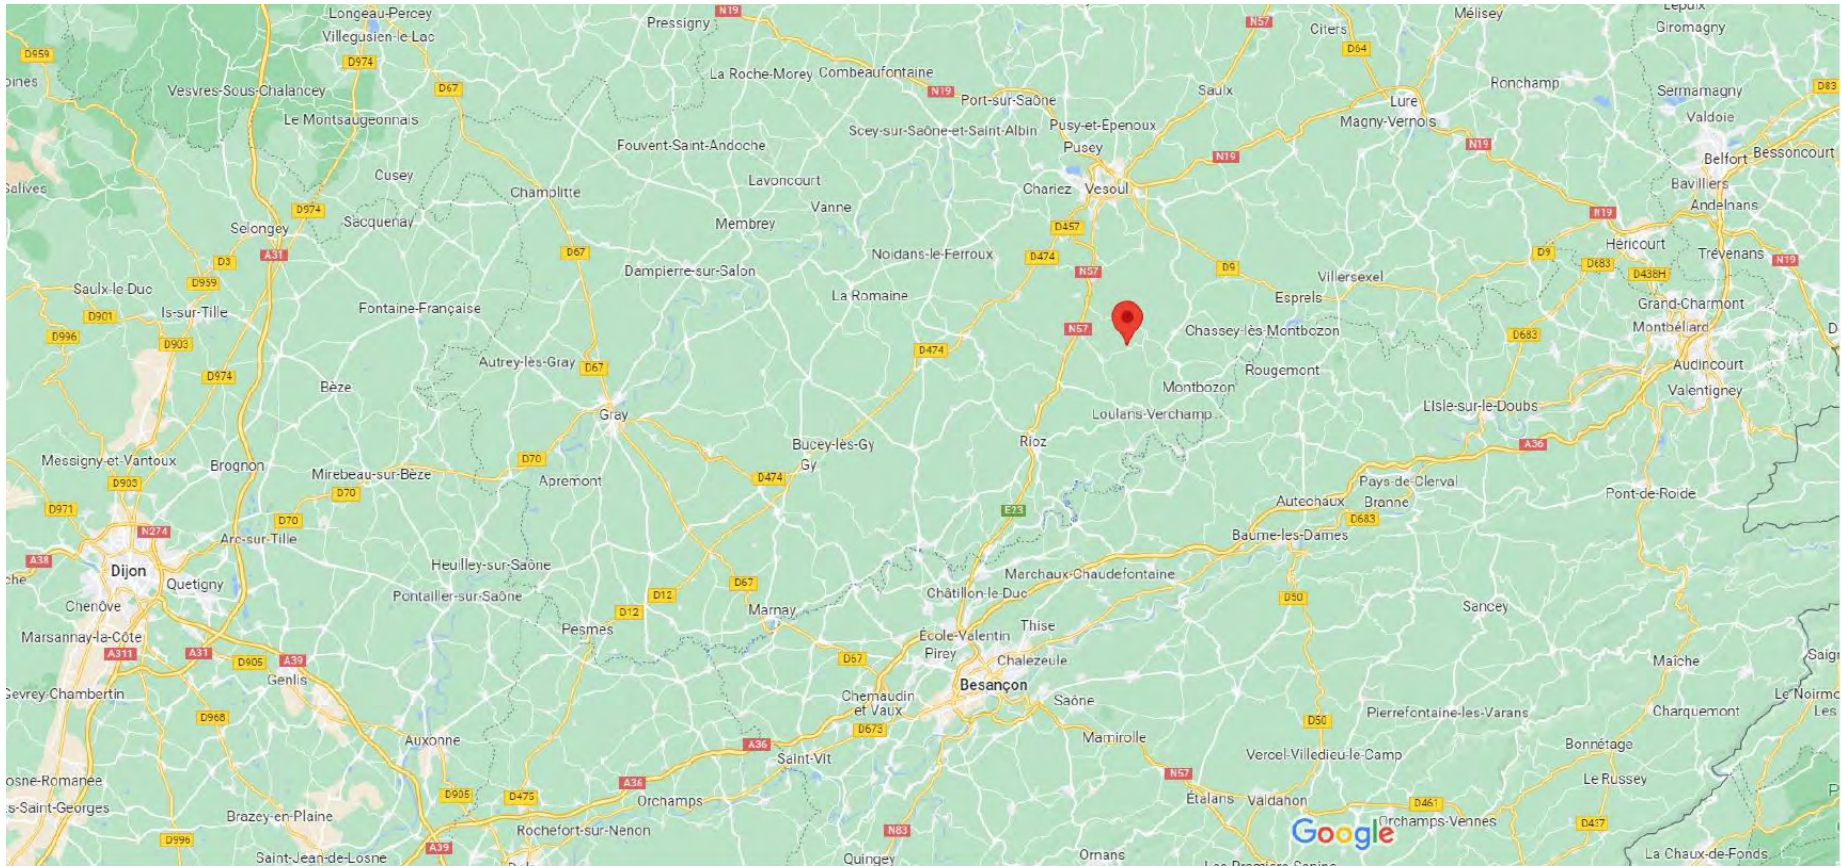 Longeau-Percey
Pressigny
N19
N57
Citers
Mélisey
Giromagny
Villegusien-le Lac
D959
D974
D64
D67
La Roche-Morey
Combeaufontaine
N19
Port-sur-Saône
Saulx
Ronchamp
Sermamagny
D83
Vesvres-Sous-Chalancey
Le Montsaugeonnais
Lure
Magny-Vernois
Valdoie
Scey-sur-Saône-et-Saint-Albin
Pusy-et-Épenoux
Pusey
Fouvent-Saint-Andoche
N19
N19
Belfort
Bessoncourt
Cusey
Salives
Champlitte
Lavoncourt
Chariez
Vesoul
Bavilliers
Andelnans
D974
Sacquenay
Vanne
Membrey
D457
N19
Selongey
A31
D67
Noidans-le-Ferroux
D474
N57
D9
Héricourt
D9
D683
Trévenans
N19
D3
D959
Dampierre-sur-Salon
Villersexel
D438H
Saulx-le-Duc
Is-sur-Tille
Fontaine-Française
La Romaine
Esprels
Grand-Charmont
D901
D996
D903
N57
Chassey-lès-Montbozon
D683
Montbéliard
D474
D974
Autrey-lès-Gray
D67
Bèze
Rougemont
Audincourt
Montbozon
Valentigney
Gray
Loulans-Verchamp
L'Isle-sur-le-Doubs
Bucey-lès-Gy
Gy
Rioz
A36
Messigny-et-Vantoux
Brognon
Mirebeau-sur-Bèze
D70
Apremont
D474
D903
D70
Pays-de-Clerval
Autechaux
Branne
Pont-de-Roide
D971
N274
D70
E23
D683
Arc-sur-Tille
Baume-les-Dames
A38
Dijon
Quetigny
Heuilley-sur-Saône
Marchaux-Chaudefontaine
D67
Châtillon-le-Duc
D50
Chenôve
Pontailler-sur-Saône
D12
D12
Marnay
Sancey
Marsannay-la-Côte
Pesmes
École-Valentin
Thise
A311
A31
D905
A39
Pirey
D67
Chalezeule
Maîche
Genlis
Gevrey-Chambertin
Besançon
Chemaudin
et Vaux
Saône
Le Noirmo
Les
D968
D673
D50
Pierrefontaine-les-Varans
Charquemont
Auxonne
A36
Mamirolle
Saint-Vit
Vercel-Villedieu-le-Camp
Bonnétage
osne-Romanée
A36
N57
Le Russey
s-Saint-Georges
D905
D475
Orchamps
Étalans
Valdahon
D461
Brazey-en-Plaine
Rochefort-sur-Nenon
N83
Google
Orchamps-Vennes
D437
D996
A39
Saint-Jean-de-Losne
Quingey
Ornans
La Chaux-de-Fonds